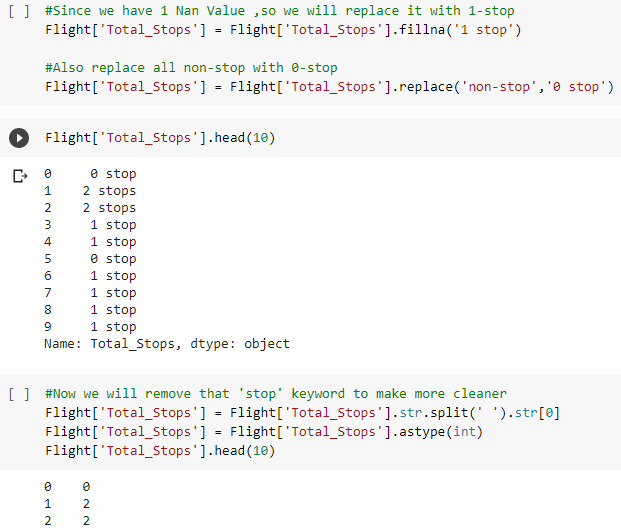 [ ] #Since we have 1 Nan Value ,so we will replace it with 1-stop
Flight['Total_Stops'] = Flight['Total_Stops'].fillna('1 stop')
#Also replace all non-stop with 0-stop
Flight['Total_Stops'] = Flight['Total_Stops'].replace('non-stop','0 stop')
Flight['Total_Stops'].head(10)
0 0 stop
1 2 stops
2 2 stops
3 1 stop
4 1 stop
5 0 stop
6 1 stop
7 1 stop
8 1 stop
9 1 stop
Name: Total_Stops, dtype: object
[ ] #Now we will remove that 'stop' keyword to make more cleaner
Flight['Total_Stops'] = Flight['Total_Stops'].str.split(' ').str[0]
Flight['Total_Stops'] = Flight['Total_Stops'].astype(int)
Flight['Total_Stops'].head(10)
0 0
1 2
2 2